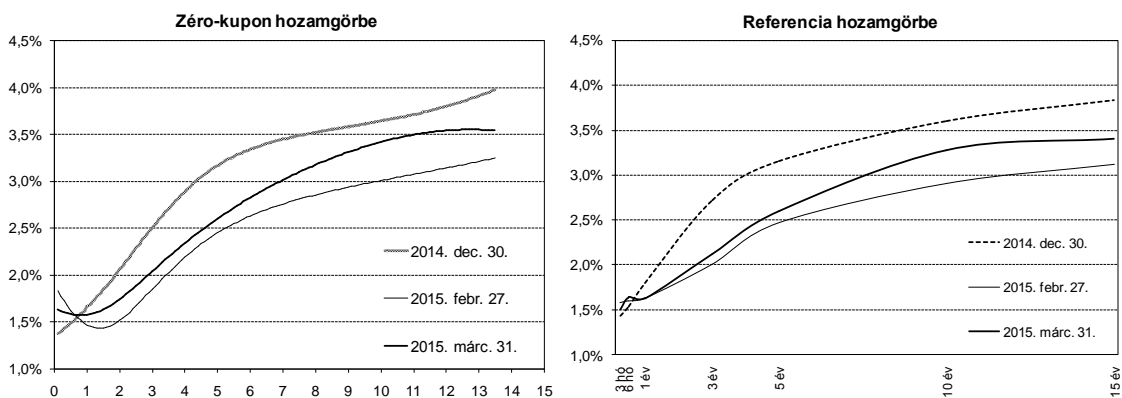 Zéro-kupon hozamgörbe
4,5%
4,0%
3,5%
3,0%
2,5%
2,0%
1,5%
1,0%
2014. dec. 30.
2015. febr. 27.
2015. márc. 31.
0 1 2 3 4 5 6 7 8 9 10 11 12 13 14 15
Referencia hozamgörbe
4,5%
4,0%
3,5%
3,0%
2,5%
2,0%
1,5%
1,0%
2014. dec. 30.
2015. febr. 27.
2015. márc. 31.
3 hó
6 hó
1 év
3 év
5 év
10 év
15 év